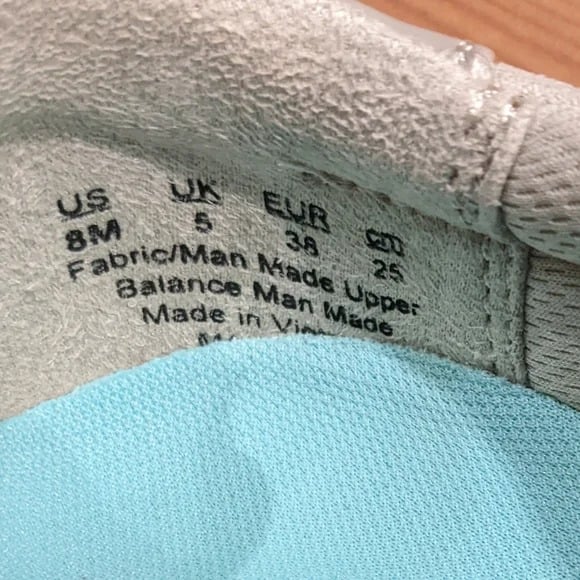 US UK EUR cm
8M 5 38 25
Fabric/Man Made Upper
Balance Man Made
Made in